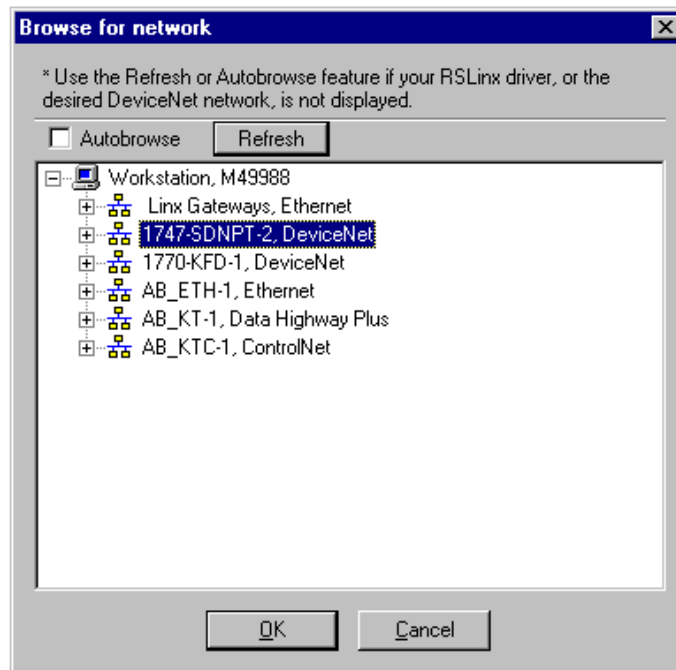 Browse for network
* Use the Refresh or Autobrowse feature if your RSLinx driver, or the
desired DeviceNet network, is not displayed.
Autobrowse Refresh
Workstation, M49988
Linx Gateways, Ethernet
1747-SDNPT-2, DeviceNet
1770-KFD-1, DeviceNet
AB_ETH-1, Ethernet
AB_KT-1, Data Highway Plus
AB_KTC-1, ControlNet
OK Cancel